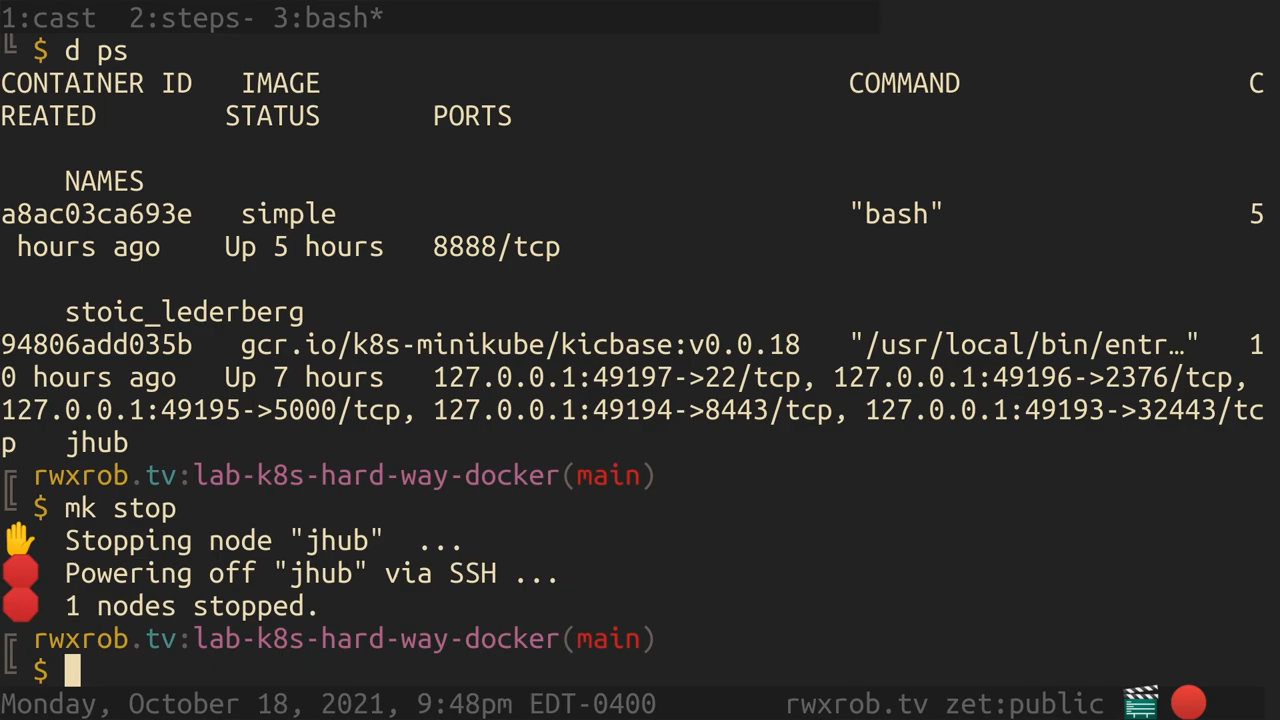 1:cast  2:steps- 3:bash*
╚ $ d ps
CONTAINER ID   IMAGE                                 COMMAND                  C
REATED        STATUS       PORTS
    NAMES
a8ac03ca693e   simple                                "bash"                   5
 hours ago    Up 5 hours   8888/tcp
    stoic_lederberg
94806add035b   gcr.io/k8s-minikube/kicbase:v0.0.18   "/usr/local/bin/entr…"   1
0 hours ago   Up 7 hours   127.0.0.1:49197->22/tcp, 127.0.0.1:49196->2376/tcp,
127.0.0.1:49195->5000/tcp, 127.0.0.1:49194->8443/tcp, 127.0.0.1:49193->32443/tc
p   jhub
╔ rwxrob.tv:lab-k8s-hard-way-docker(main)
╚ $ mk stop
✋  Stopping node "jhub"  ...
🛑  Powering off "jhub" via SSH ...
🛑  1 nodes stopped.
╔ rwxrob.tv:lab-k8s-hard-way-docker(main)
╚ $
Monday, October 18, 2021, 9:48pm EDT-0400        rwxrob.tv zet:public 🎬 🔴